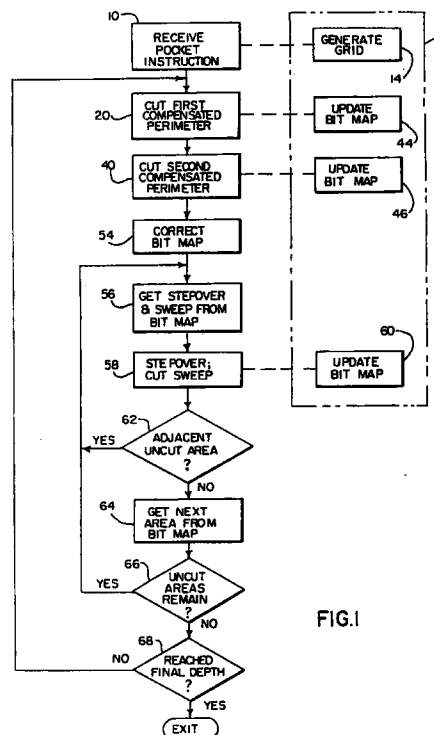 10
RECEIVE
POCKET
INSTRUCTION
GENERATE
GRID
14
CUT FIRST
COMPENSATED
PERIMETER
20
UPDATE
BIT MAP
44
CUT SECOND
COMPENSATED
PERIMETER
40
UPDATE
BIT MAP
46
54
CORRECT
BIT MAP
56
GET STEPOVER
& SWEEP FROM
BIT MAP
58
STEPOVER;
CUT SWEEP
60
UPDATE
BIT MAP
62
YES
ADJACENT
UNCUT AREA
?
NO
64
GET NEXT
AREA FROM
BIT MAP
66
YES
UNCUT
AREAS
REMAIN
?
NO
68
NO
REACHED
FINAL DEPTH
?
YES
EXIT
FIG.1